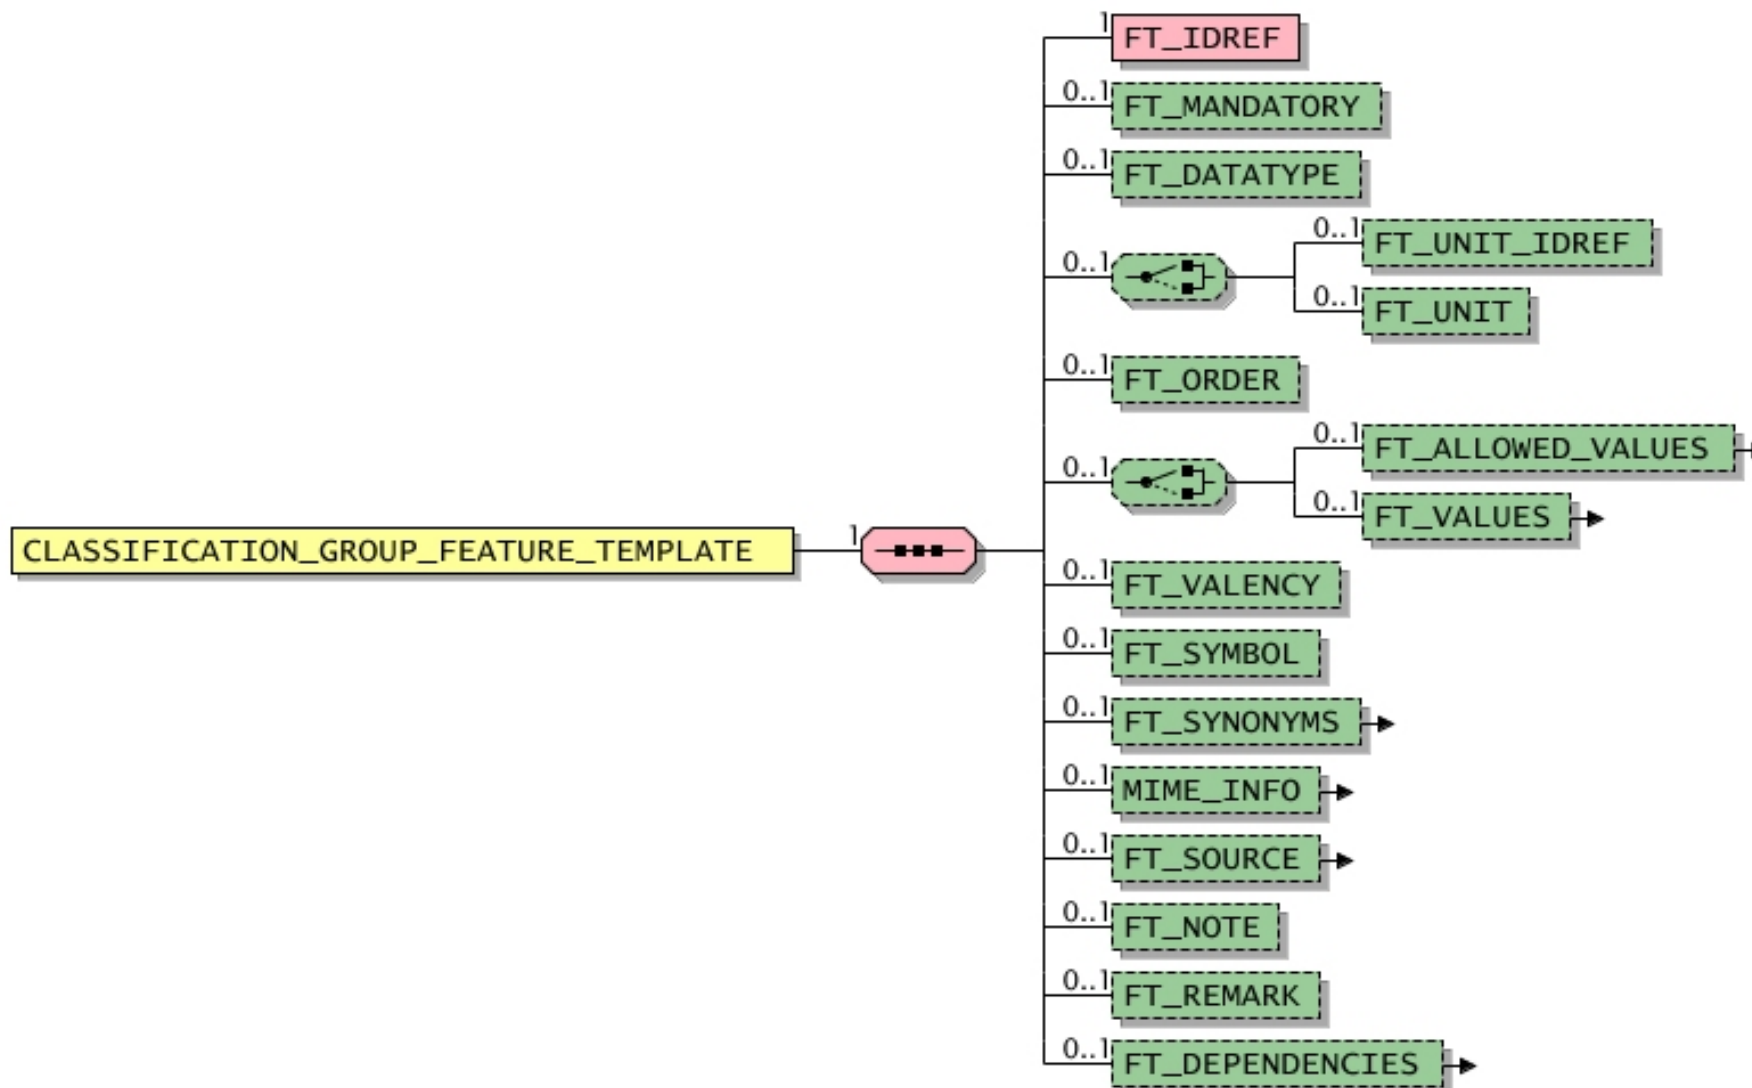 1
FT_IDREF
0..1
FT_MANDATORY
0..1
FT_DATATYPE
0..1
0..1
FT_UNIT_IDREF
0..1
FT_UNIT
0..1
FT_ORDER
0..1
0..1
FT_ALLOWED_VALUES
0..1
FT_VALUES
CLASSIFICATION_GROUP_FEATURE_TEMPLATE
1
0..1
FT_VALENCY
0..1
FT_SYMBOL
0..1
FT_SYNONYMS
0..1
MIME_INFO
0..1
FT_SOURCE
0..1
FT_NOTE
0..1
FT_REMARK
0..1
FT_DEPENDENCIES